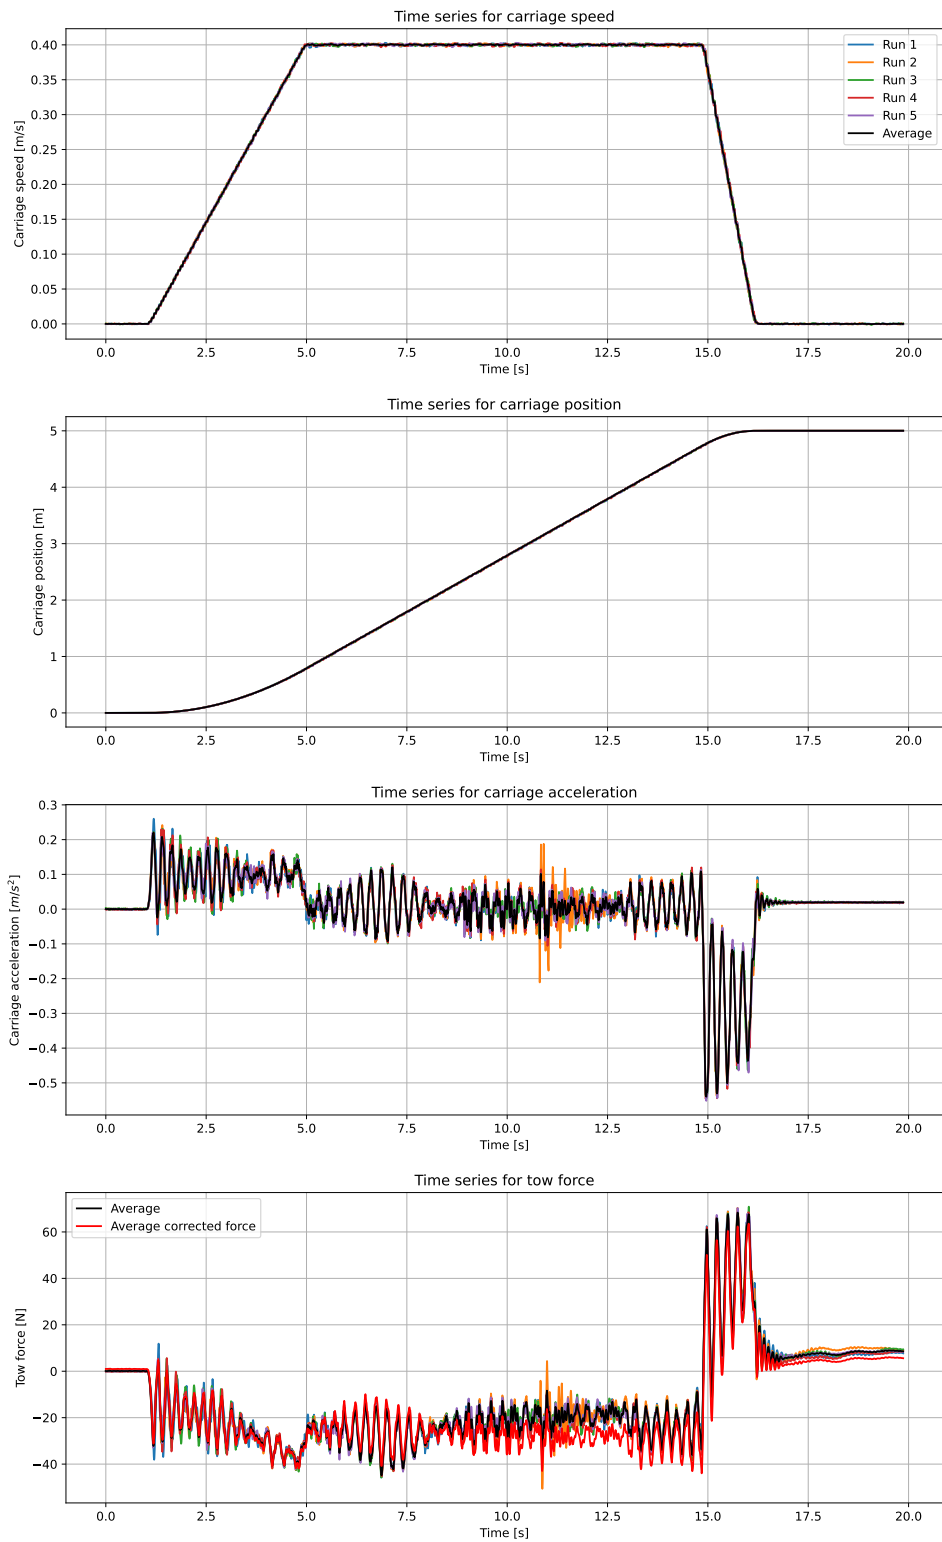 Time series for carriage speed
0.40
0.35
0.30
0.25
0.20
0.15
0.10
0.05
0.00
Carriage speed [m/s]
Run 1
Run 2
Run 3
Run 4
Run 5
Average
0.0 2.5 5.0 7.5 10.0 12.5 15.0 17.5 20.0
Time [s]
Time series for carriage position
5
4
3
2
1
0
Carriage position [m]
0.0 2.5 5.0 7.5 10.0 12.5 15.0 17.5 20.0
Time [s]
Time series for carriage acceleration
0.3
0.2
0.1
0.0
−0.1
−0.2
−0.3
−0.4
−0.5
Carriage acceleration [m/s²]
0.0 2.5 5.0 7.5 10.0 12.5 15.0 17.5 20.0
Time [s]
Time series for tow force
Average
Average corrected force
60
40
20
0
−20
−40
Tow force [N]
0.0 2.5 5.0 7.5 10.0 12.5 15.0 17.5 20.0
Time [s]